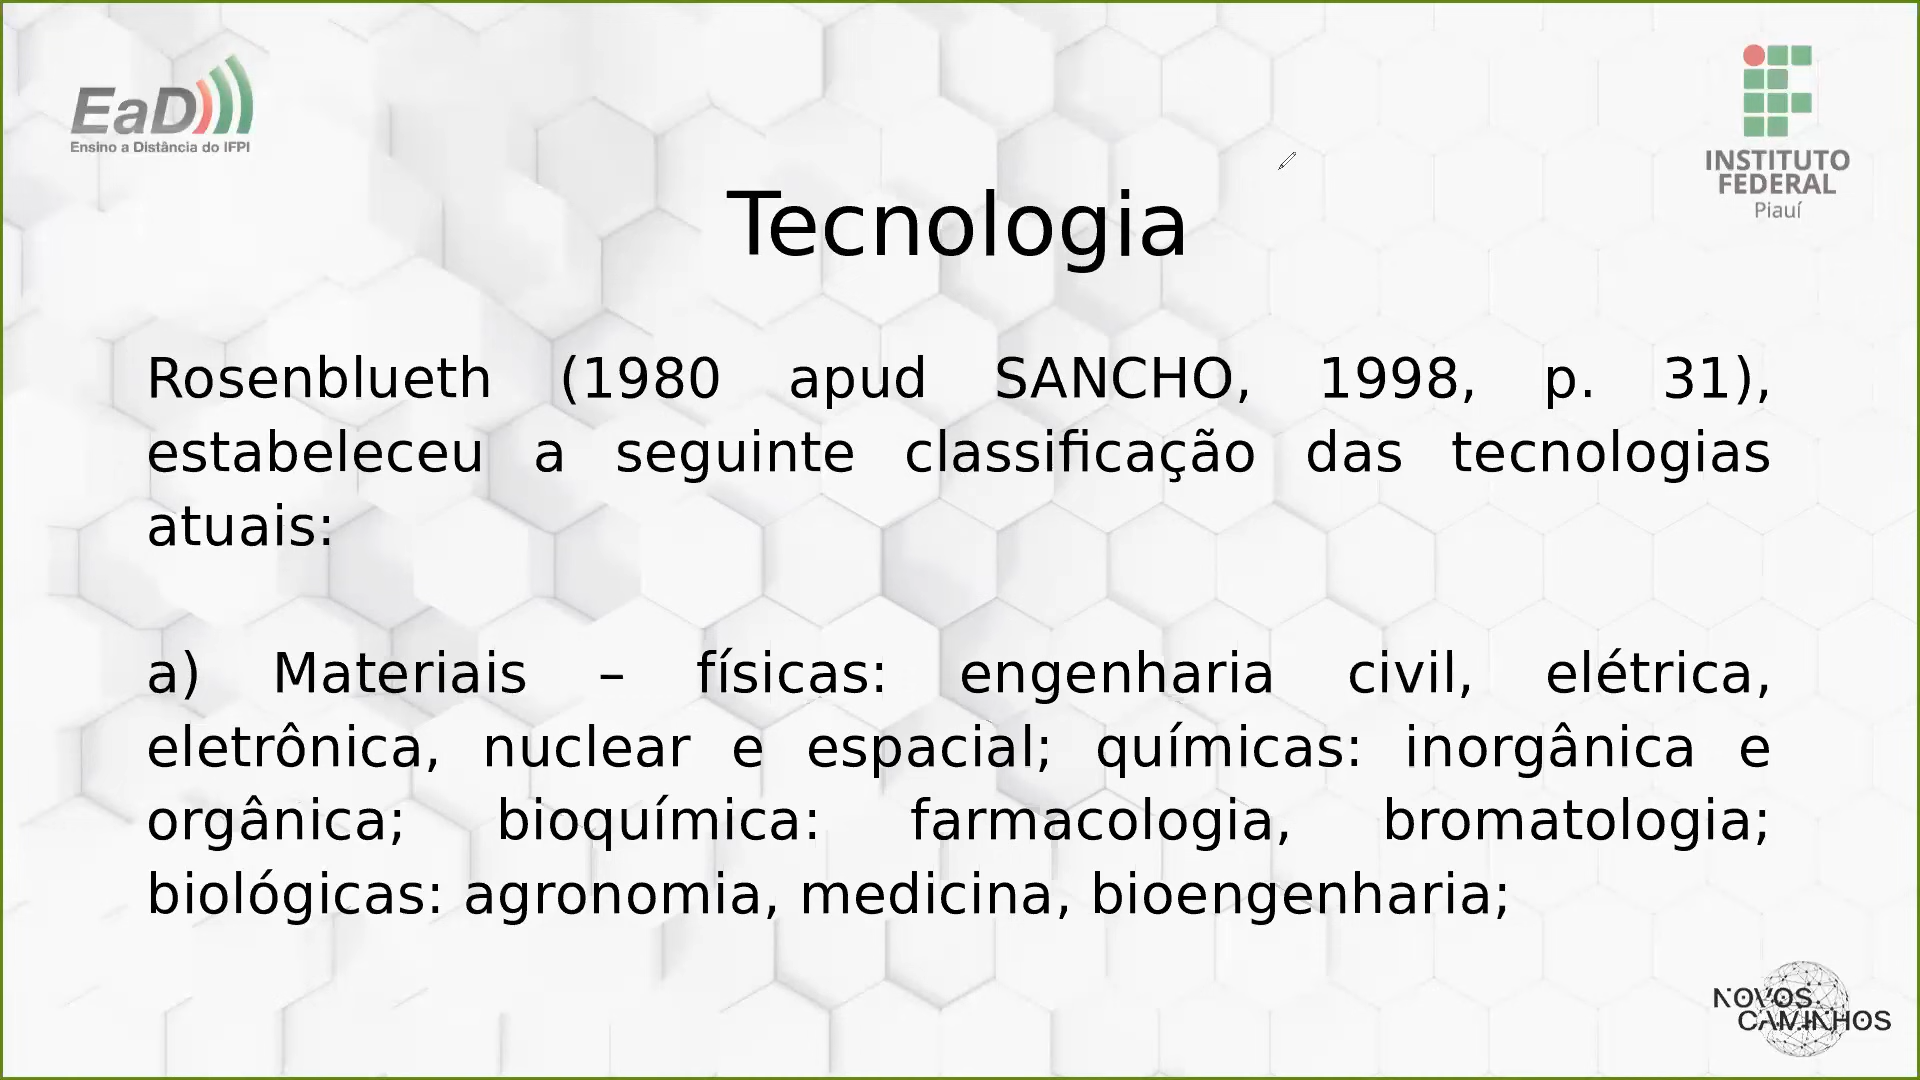 EaD
Ensino a Distância do IFPI
INSTITUTO
FEDERAL
Piauí
Tecnologia
Rosenblueth (1980 apud SANCHO, 1998, p. 31),
estabeleceu a seguinte classificação das tecnologias
atuais:
a) Materiais – físicas: engenharia civil, elétrica,
eletrônica, nuclear e espacial; químicas: inorgânica e
orgânica; bioquímica: farmacologia, bromatologia;
biológicas: agronomia, medicina, bioengenharia;
NOVOS
CAMINHOS